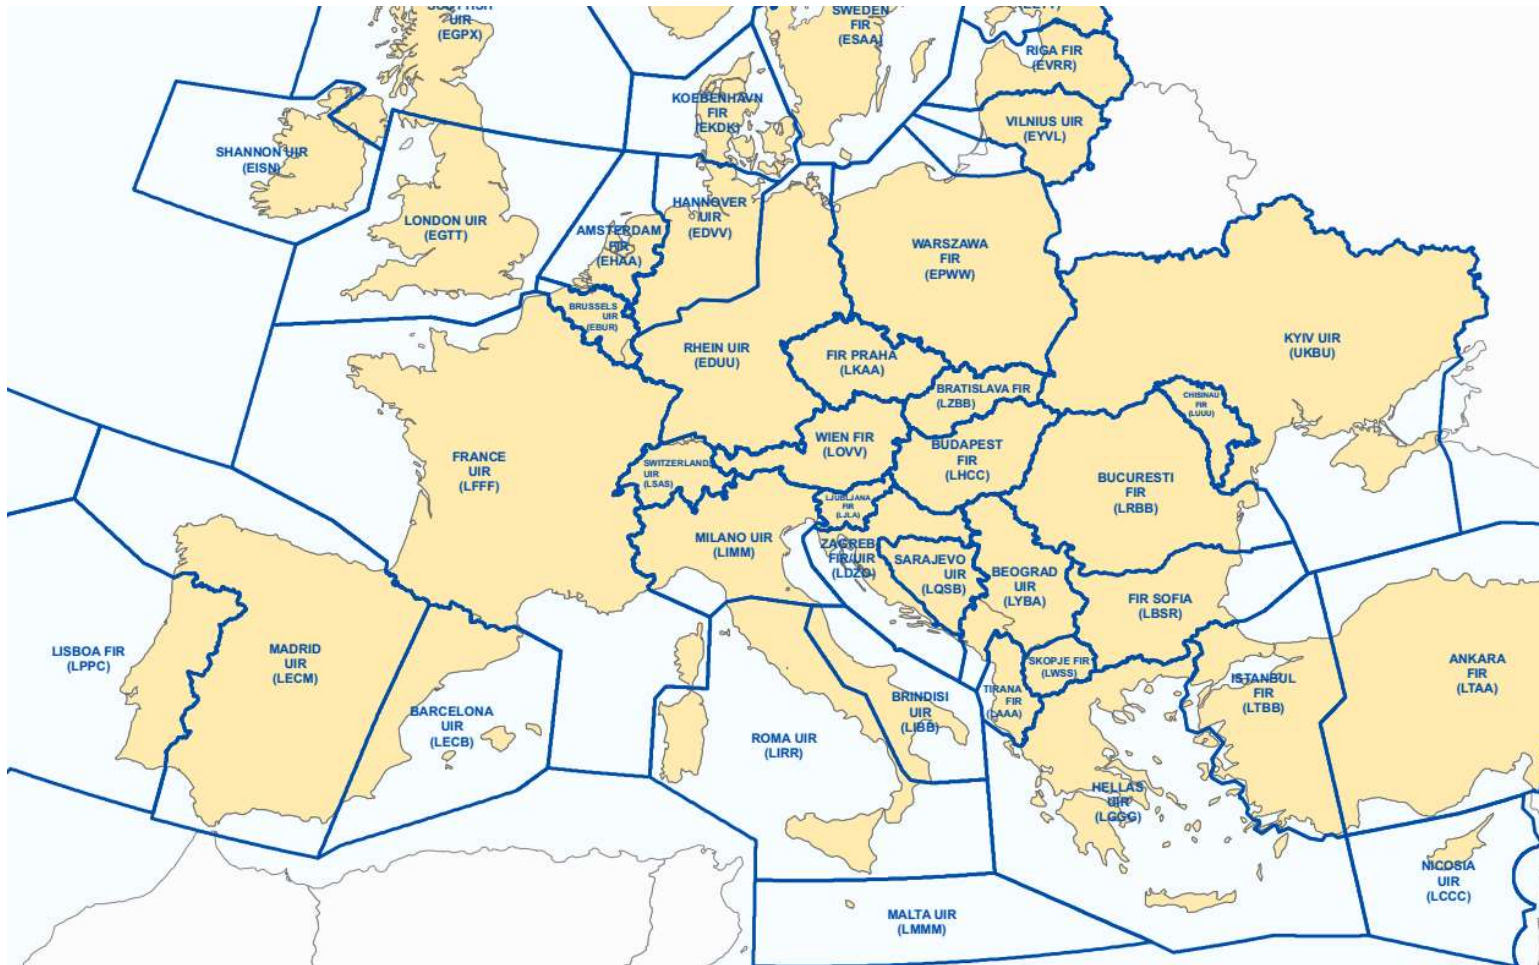 SCOTTISH
UIR
(EGPX)
SWEDEN
FIR
(ESAA)
RIGA FIR
(EVRR)
KOEBENHAVN
FIR
(EKDK)
VILNIUS UIR
(EYVL)
SHANNON UIR
(EISN)
LONDON UIR
(EGTT)
AMSTERDAM
FIR
(EHAA)
HANNOVER
UIR
(EDVV)
WARSZAWA
FIR
(EPWW)
BRUSSELS
UIR
(EBUR)
RHEIN UIR
(EDUU)
FIR PRAHA
(LKAA)
KYIV UIR
(UKBU)
BRATISLAVA FIR
(LZBB)
CHISINAU
FIR
(LUUU)
FRANCE
UIR
(LFFF)
SWITZERLAND
UIR
(LSAS)
WIEN FIR
(LOVV)
BUDAPEST
FIR
(LHCC)
BUCURESTI
FIR
(LRBB)
LJUBLJANA
FIR
(LJLA)
MILANO UIR
(LIMM)
ZAGREB
FIR/UIR
(LDZO)
SARAJEVO
UIR
(LQSB)
BEOGRAD
UIR
(LYBA)
FIR SOFIA
(LBSR)
LISBOA FIR
(LPPC)
MADRID
UIR
(LECM)
SKOPJE FIR
(LWSS)
ISTANBUL
FIR
(LTBB)
ANKARA
FIR
(LTAA)
BARCELONA
UIR
(LECB)
ROMA UIR
(LIRR)
BRINDISI
UIR
(LIBB)
TIRANA
FIR
(LAAA)
HELLAS
UIR
(LGGG)
NICOSIA
UIR
(LCCC)
MALTA UIR
(LMMM)